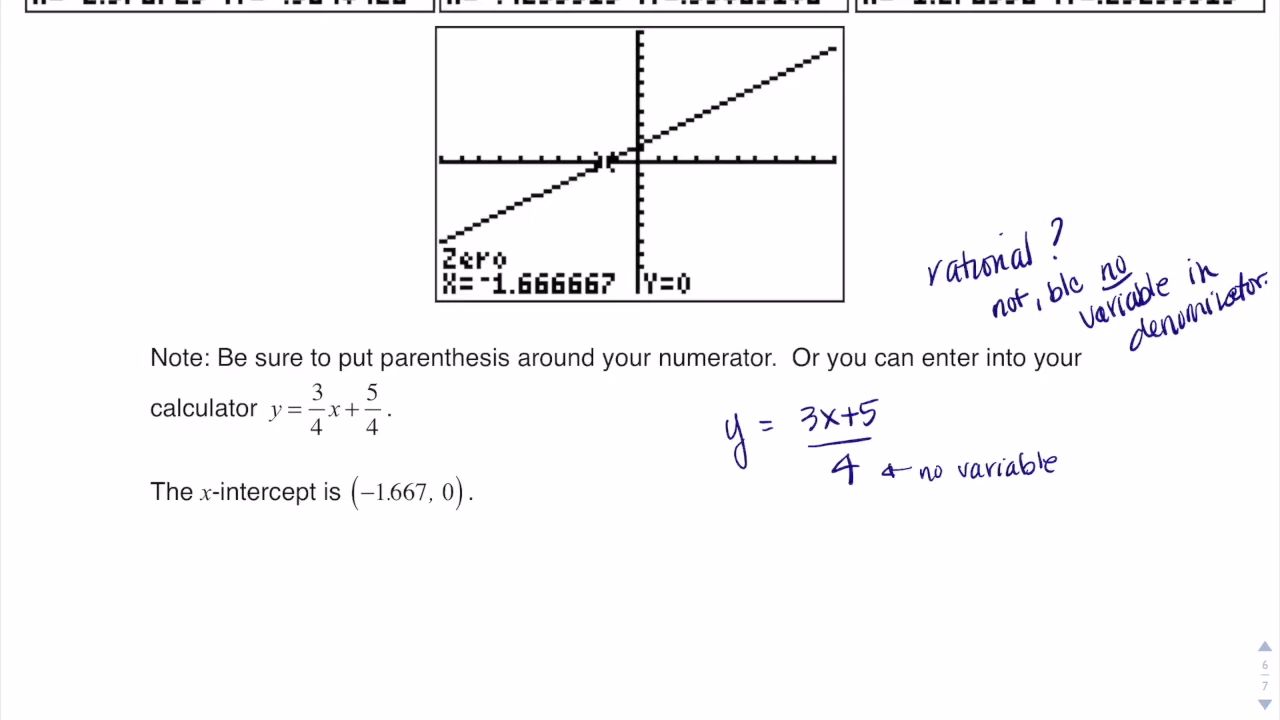 Zero
X=-1.666667 Y=0
rational?
not, b/c no
variable in
denominator.
Note: Be sure to put parenthesis around your numerator. Or you can enter into your
calculator y = 3/4 x + 5/4 .
y = 3x+5
4 ← no variable
The x-intercept is (−1.667, 0).
6
7